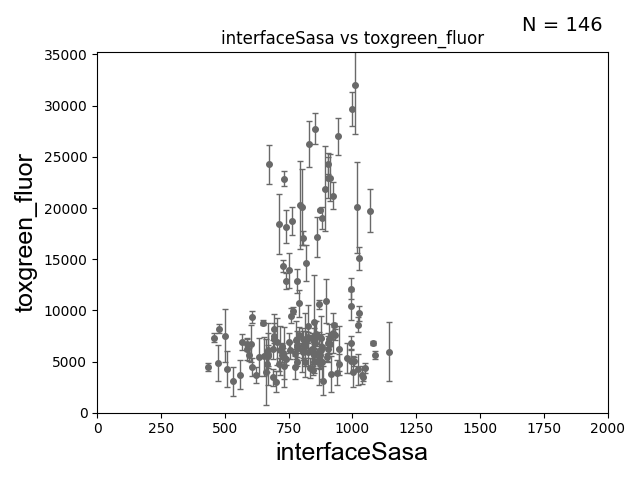 N = 146
interfaceSasa vs toxgreen_fluor
35000
30000
25000
20000
15000
10000
5000
0
toxgreen_fluor
0 250 500 750 1000 1250 1500 1750 2000
interfaceSasa